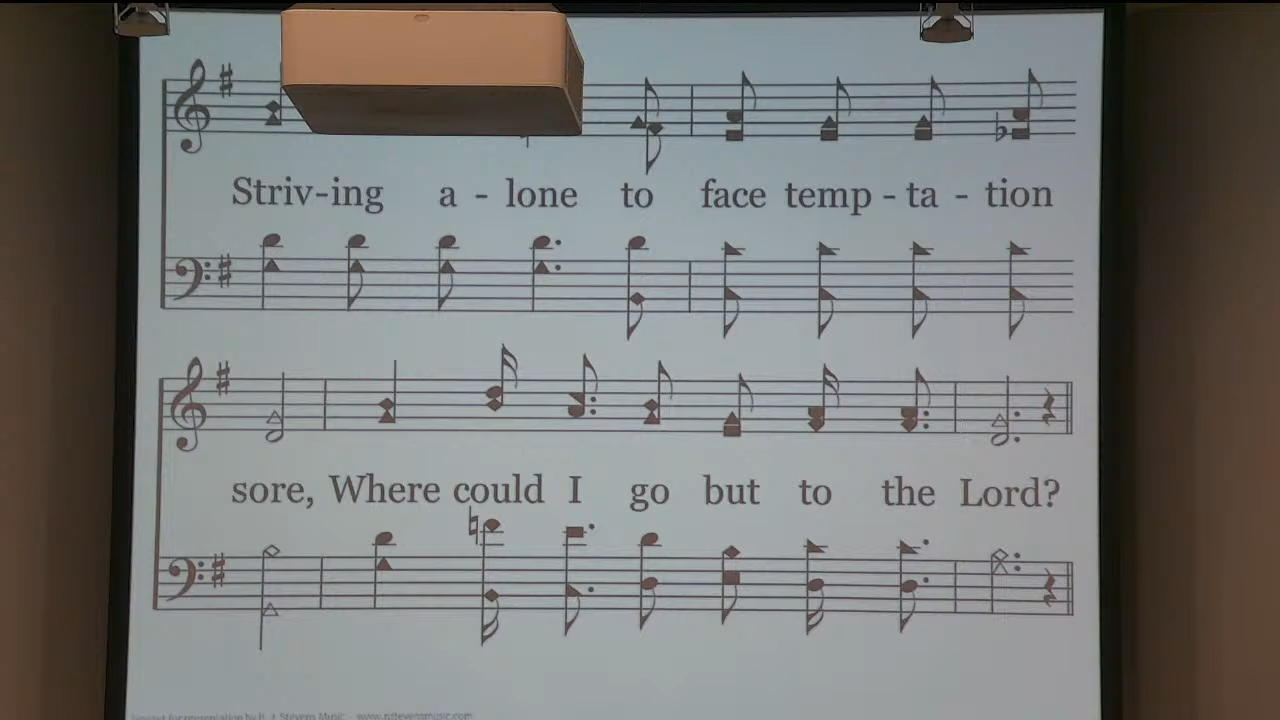 Striv-ing a - lone to face temp - ta - tion
sore, Where could I go but to the Lord?